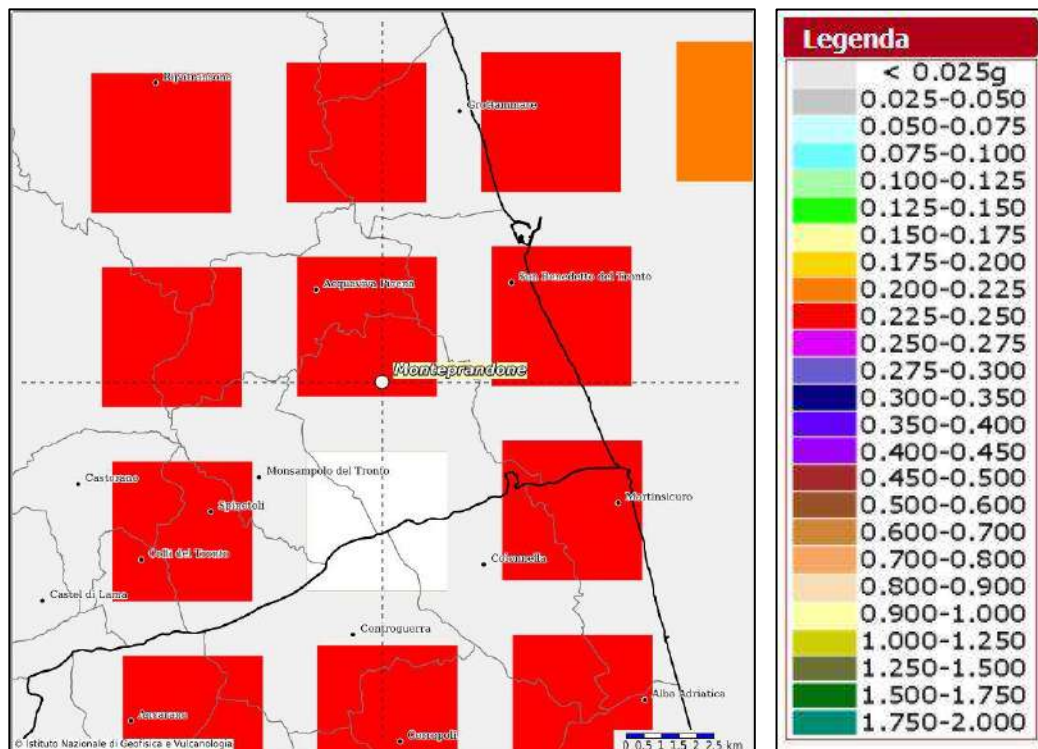 Ripatransone
Grottammare
Acquaviva Picena
San Benedetto del Tronto
Monteprandone
Castorano
Monsampolo del Tronto
Spinetoli
Martinsicuro
Colli del Tronto
Colonnella
Castel di Lama
Controguerra
Alba Adriatica
Ancarano
Corropoli
© Istituto Nazionale di Geofisica e Vulcanologia
0 0.5 1 1.5 2 2.5 km
Legenda
< 0.025g
0.025-0.050
0.050-0.075
0.075-0.100
0.100-0.125
0.125-0.150
0.150-0.175
0.175-0.200
0.200-0.225
0.225-0.250
0.250-0.275
0.275-0.300
0.300-0.350
0.350-0.400
0.400-0.450
0.450-0.500
0.500-0.600
0.600-0.700
0.700-0.800
0.800-0.900
0.900-1.000
1.000-1.250
1.250-1.500
1.500-1.750
1.750-2.000